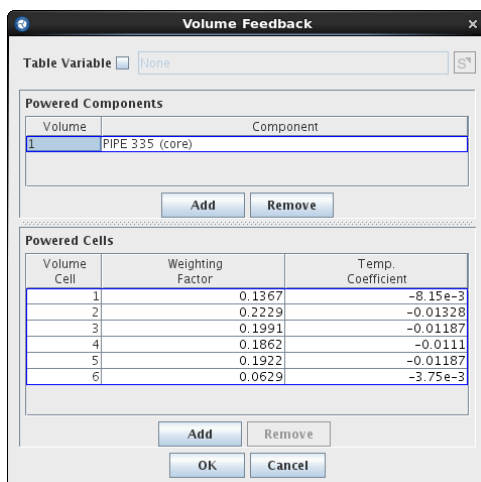 Volume Feedback
Table Variable None S
Powered Components
Volume Component
1 PIPE 335 (core)
Add Remove
Powered Cells
Volume Cell Weighting Factor Temp. Coefficient
1 0.1367 -8.15e-3
2 0.2229 -0.01328
3 0.1991 -0.01187
4 0.1862 -0.0111
5 0.1922 -0.01187
6 0.0629 -3.75e-3
Add Remove
OK Cancel